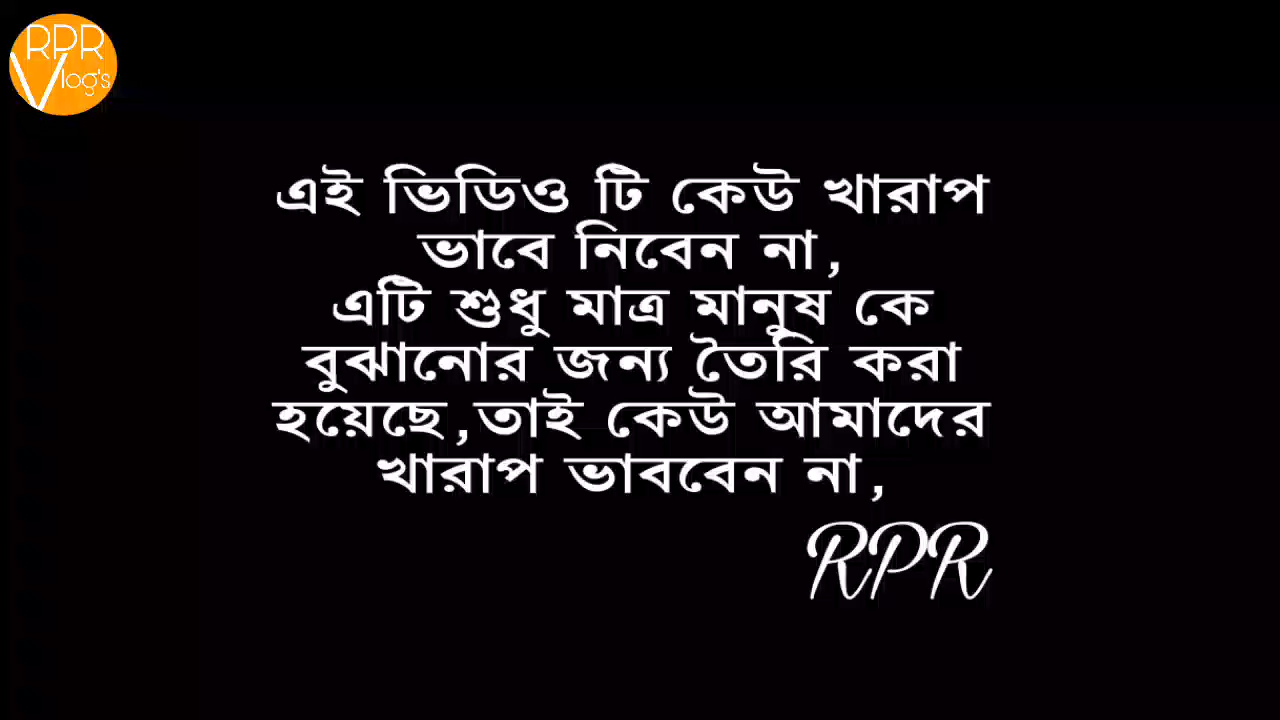 RPR
Vlog's
এই ভিডিও টি কেউ খারাপ
ভাবে নিবেন না,
এটি শুধু মাত্র মানুষ কে
বুঝানোর জন্য তৈরি করা
হয়েছে,তাই কেউ আমাদের
খারাপ ভাববেন না,
RPR